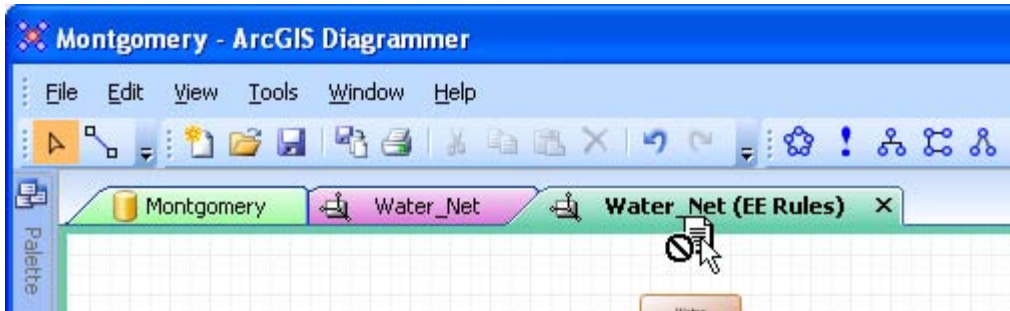 Montgomery - ArcGIS Diagrammer
File Edit View Tools Window Help
Montgomery Water_Net Water_Net (EE Rules)
Palette